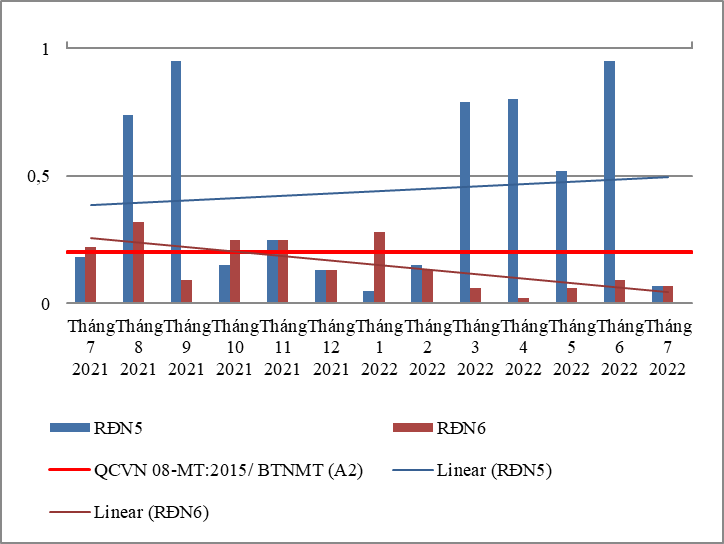 1
0,5
0
Tháng Tháng Tháng Tháng Tháng Tháng Tháng Tháng Tháng Tháng Tháng Tháng Tháng
7 8 9 10 11 12 1 2 3 4 5 6 7
2021 2021 2021 2021 2021 2021 2022 2022 2022 2022 2022 2022 2022
RĐN5 RĐN6
QCVN 08-MT:2015/ BTNMT (A2) Linear (RĐN5)
Linear (RĐN6)